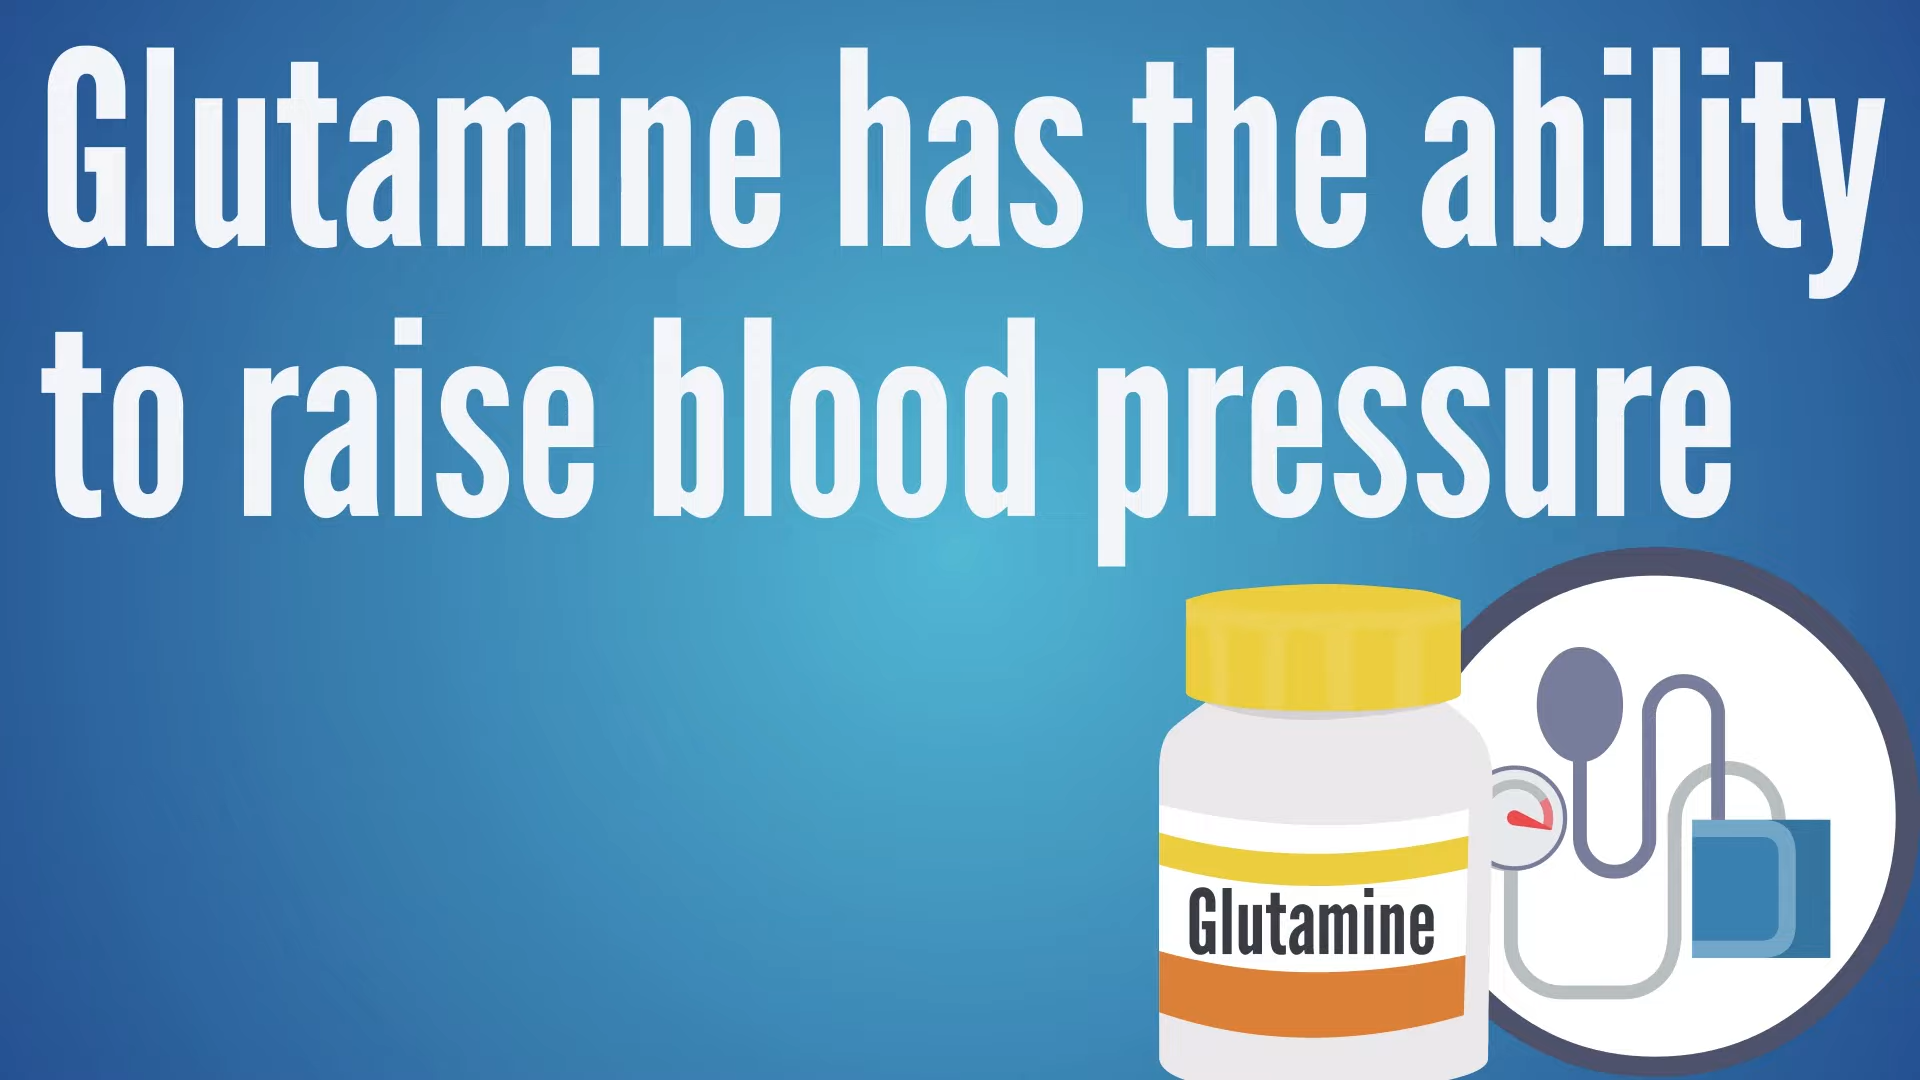 Glutamine has the ability
to raise blood pressure
Glutamine